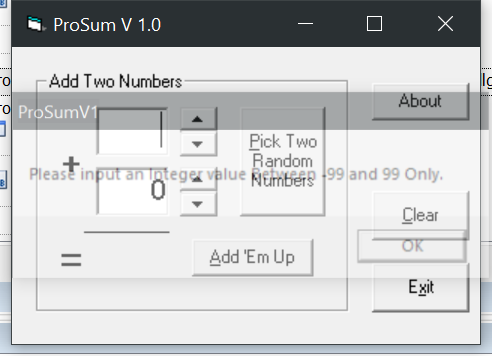 ProSum V 1.0
Add Two Numbers
About
ProSumV1
+
Pick Two
Random
Numbers
Please input an Integer value Between -99 and 99 Only.
0
Clear
OK
=
Add 'Em Up
Exit